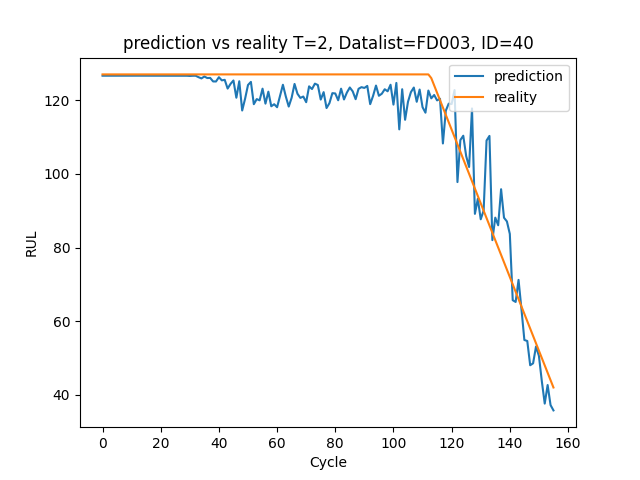 prediction vs reality T=2, Datalist=FD003, ID=40
prediction
reality
120
100
80
60
40
RUL
0 20 40 60 80 100 120 140 160
Cycle